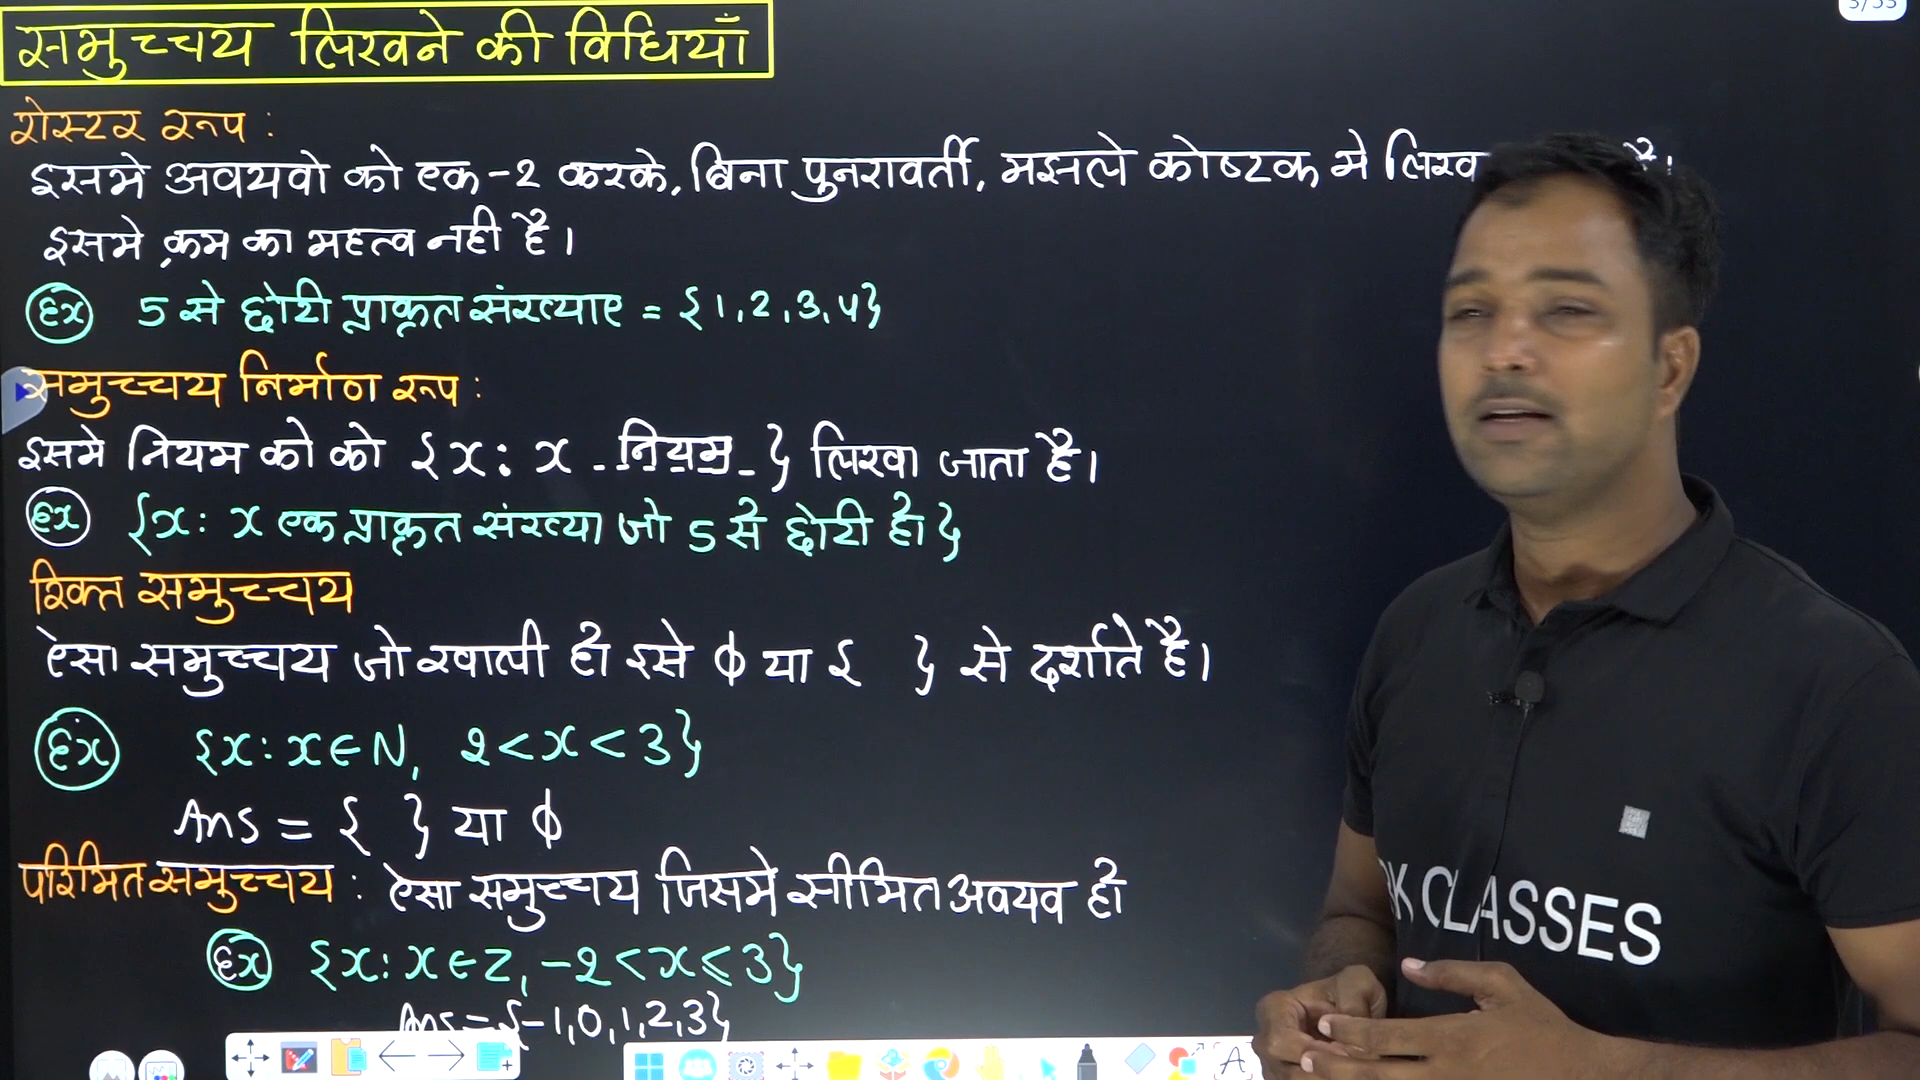 3/33
समुच्चय लिखने की विधियाँ
रोस्टर रूप :
इसमे अवयवो को एक-2 करके, बिना पुनरावर्ती, मझले कोष्टक मे लिख है।
इसमे क्रम का महत्व नही है।
Ex 5 से छोटी प्राकृत संख्याए = {1,2,3,4}
समुच्चय निर्माण रूप :
इसमे नियम को को {x : x - नियम - } लिखा जाता है।
Ex {x : x एक प्राकृत संख्या जो 5 से छोटी हो}
रिक्त समुच्चय
ऐसा समुच्चय जो खाली हो इसे ϕ या { } से दर्शाते है।
Ex {x : x ∈ N, 2 < x < 3}
Ans = { } या ϕ
परिमित समुच्चय : ऐसा समुच्चय जिसमे सीमित अवयव हो
Ex {x : x ∈ Z, -2 < x ⩽ 3}
Ans = {-1,0,1,2,3}
K CLASSES